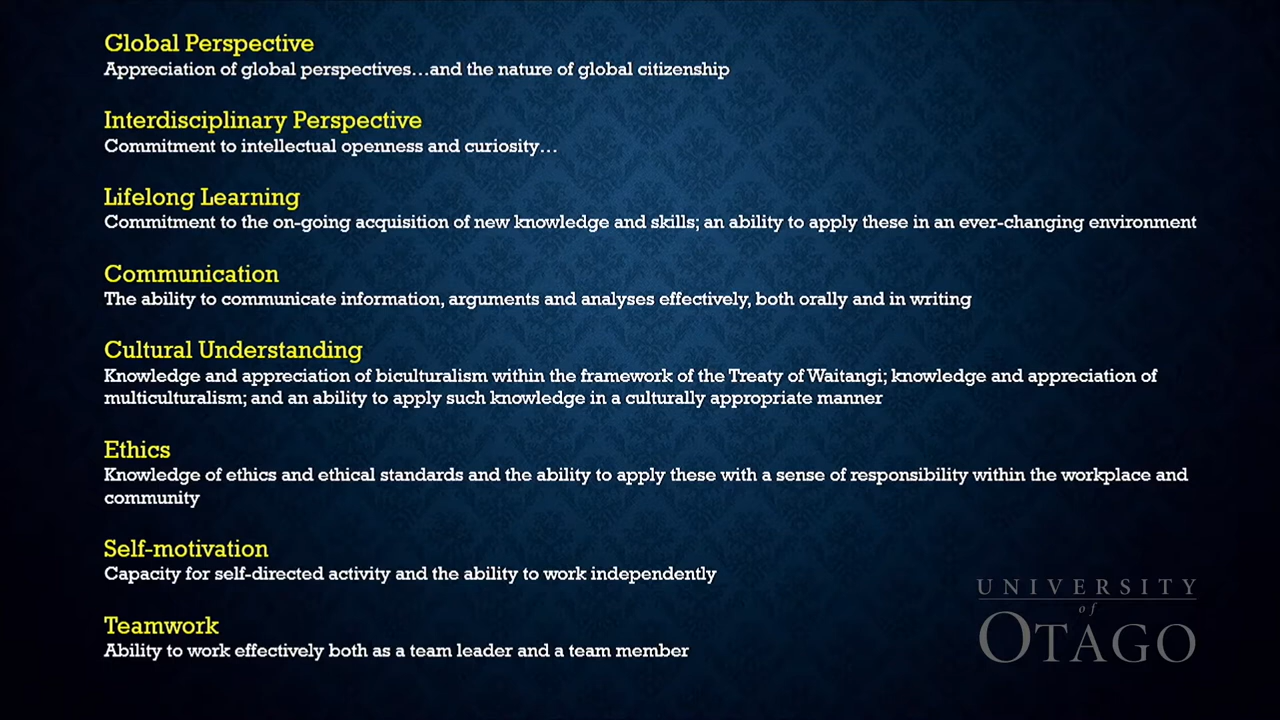 Global Perspective
Appreciation of global perspectives…and the nature of global citizenship
Interdisciplinary Perspective
Commitment to intellectual openness and curiosity…
Lifelong Learning
Commitment to the on-going acquisition of new knowledge and skills; an ability to apply these in an ever-changing environment
Communication
The ability to communicate information, arguments and analyses effectively, both orally and in writing
Cultural Understanding
Knowledge and appreciation of biculturalism within the framework of the Treaty of Waitangi; knowledge and appreciation of
multiculturalism; and an ability to apply such knowledge in a culturally appropriate manner
Ethics
Knowledge of ethics and ethical standards and the ability to apply these with a sense of responsibility within the workplace and
community
Self-motivation
Capacity for self-directed activity and the ability to work independently
Teamwork
Ability to work effectively both as a team leader and a team member
UNIVERSITY
of
OTAGO